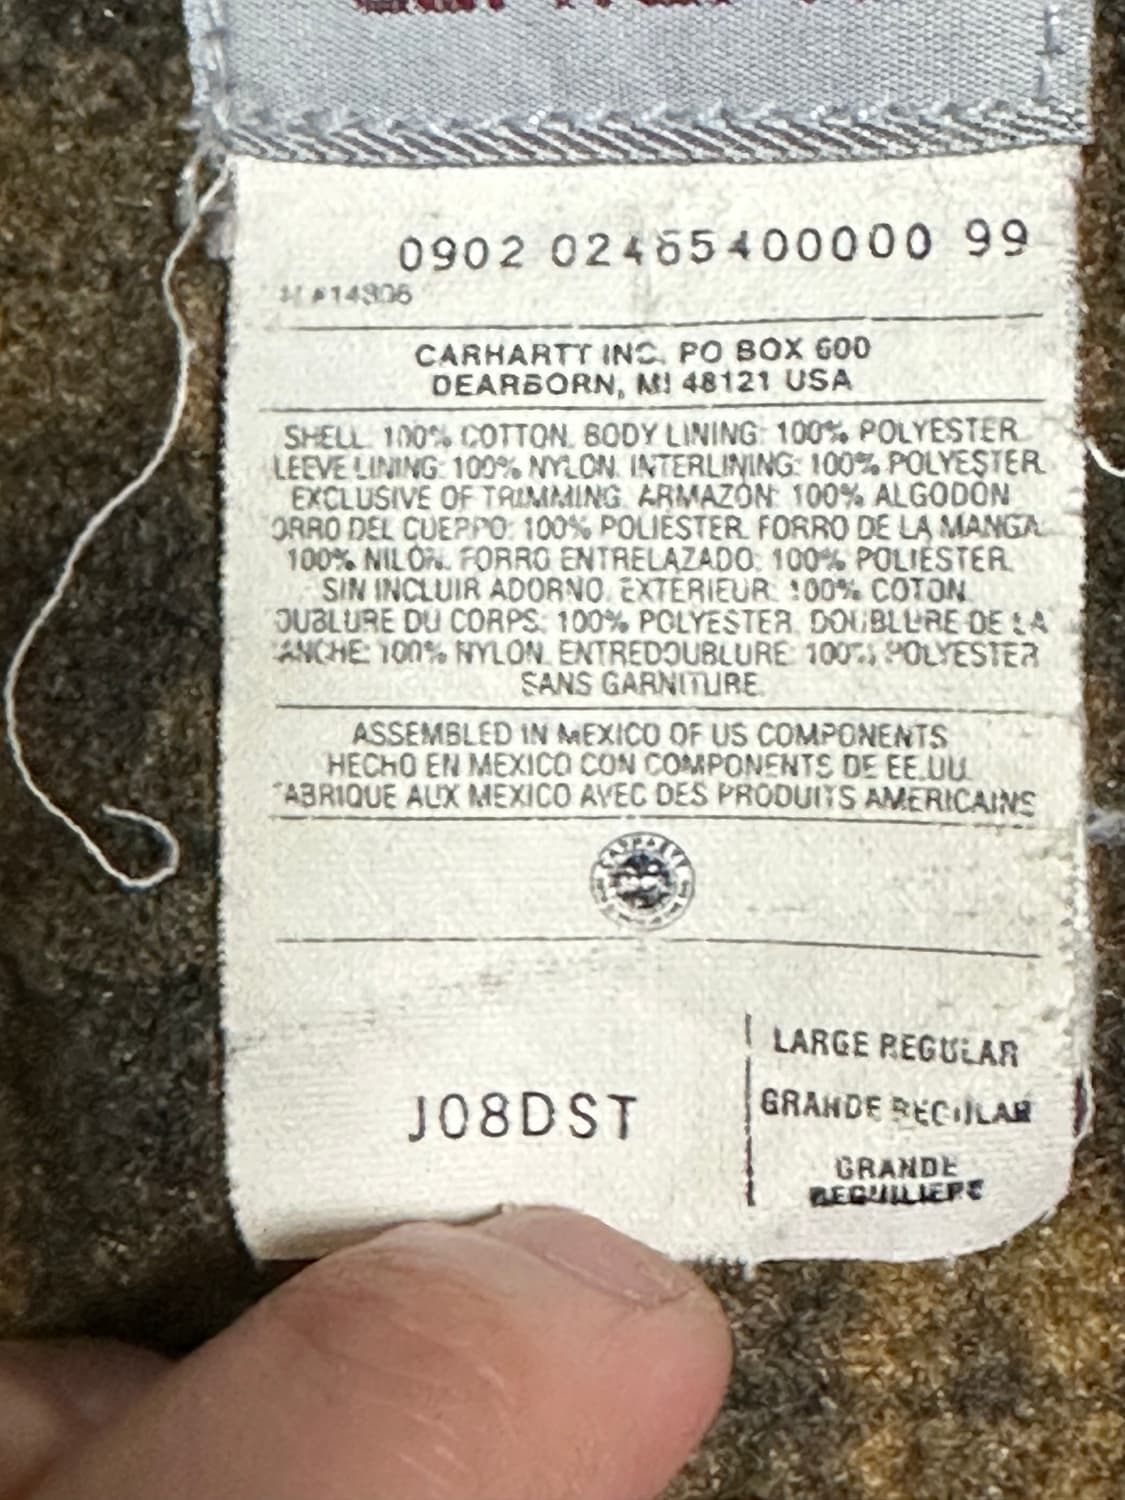 0902 02465400000 99
#14806
CARHARTT INC. PO BOX 600
DEARBORN, MI 48121 USA
SHELL: 100% COTTON. BODY LINING: 100% POLYESTER
LEEVE LINING: 100% NYLON. INTERLINING: 100% POLYESTER.
EXCLUSIVE OF TRIMMING. ARMAZON: 100% ALGODON
ORRO DEL CUERPO: 100% POLIESTER. FORRO DE LA MANGA
100% NILON. FORRO ENTRELAZADO: 100% POLIESTER.
SIN INCLUIR ADORNO. EXTERIEUR: 100% COTON.
OUBLURE DU CORPS: 100% POLYESTER. DOUBLURE DE LA
ANCHE: 100% NYLON. ENTREDOUBLURE: 100% POLYESTER
SANS GARNITURE.
ASSEMBLED IN MEXICO OF US COMPONENTS
HECHO EN MEXICO CON COMPONENTS DE EE.UU.
FABRIQUE AUX MEXICO AVEC DES PRODUITS AMERICAINS
CARHARTT
J08DST
LARGE REGULAR
GRANDE REGULAR
GRANDE
REGUILIERE